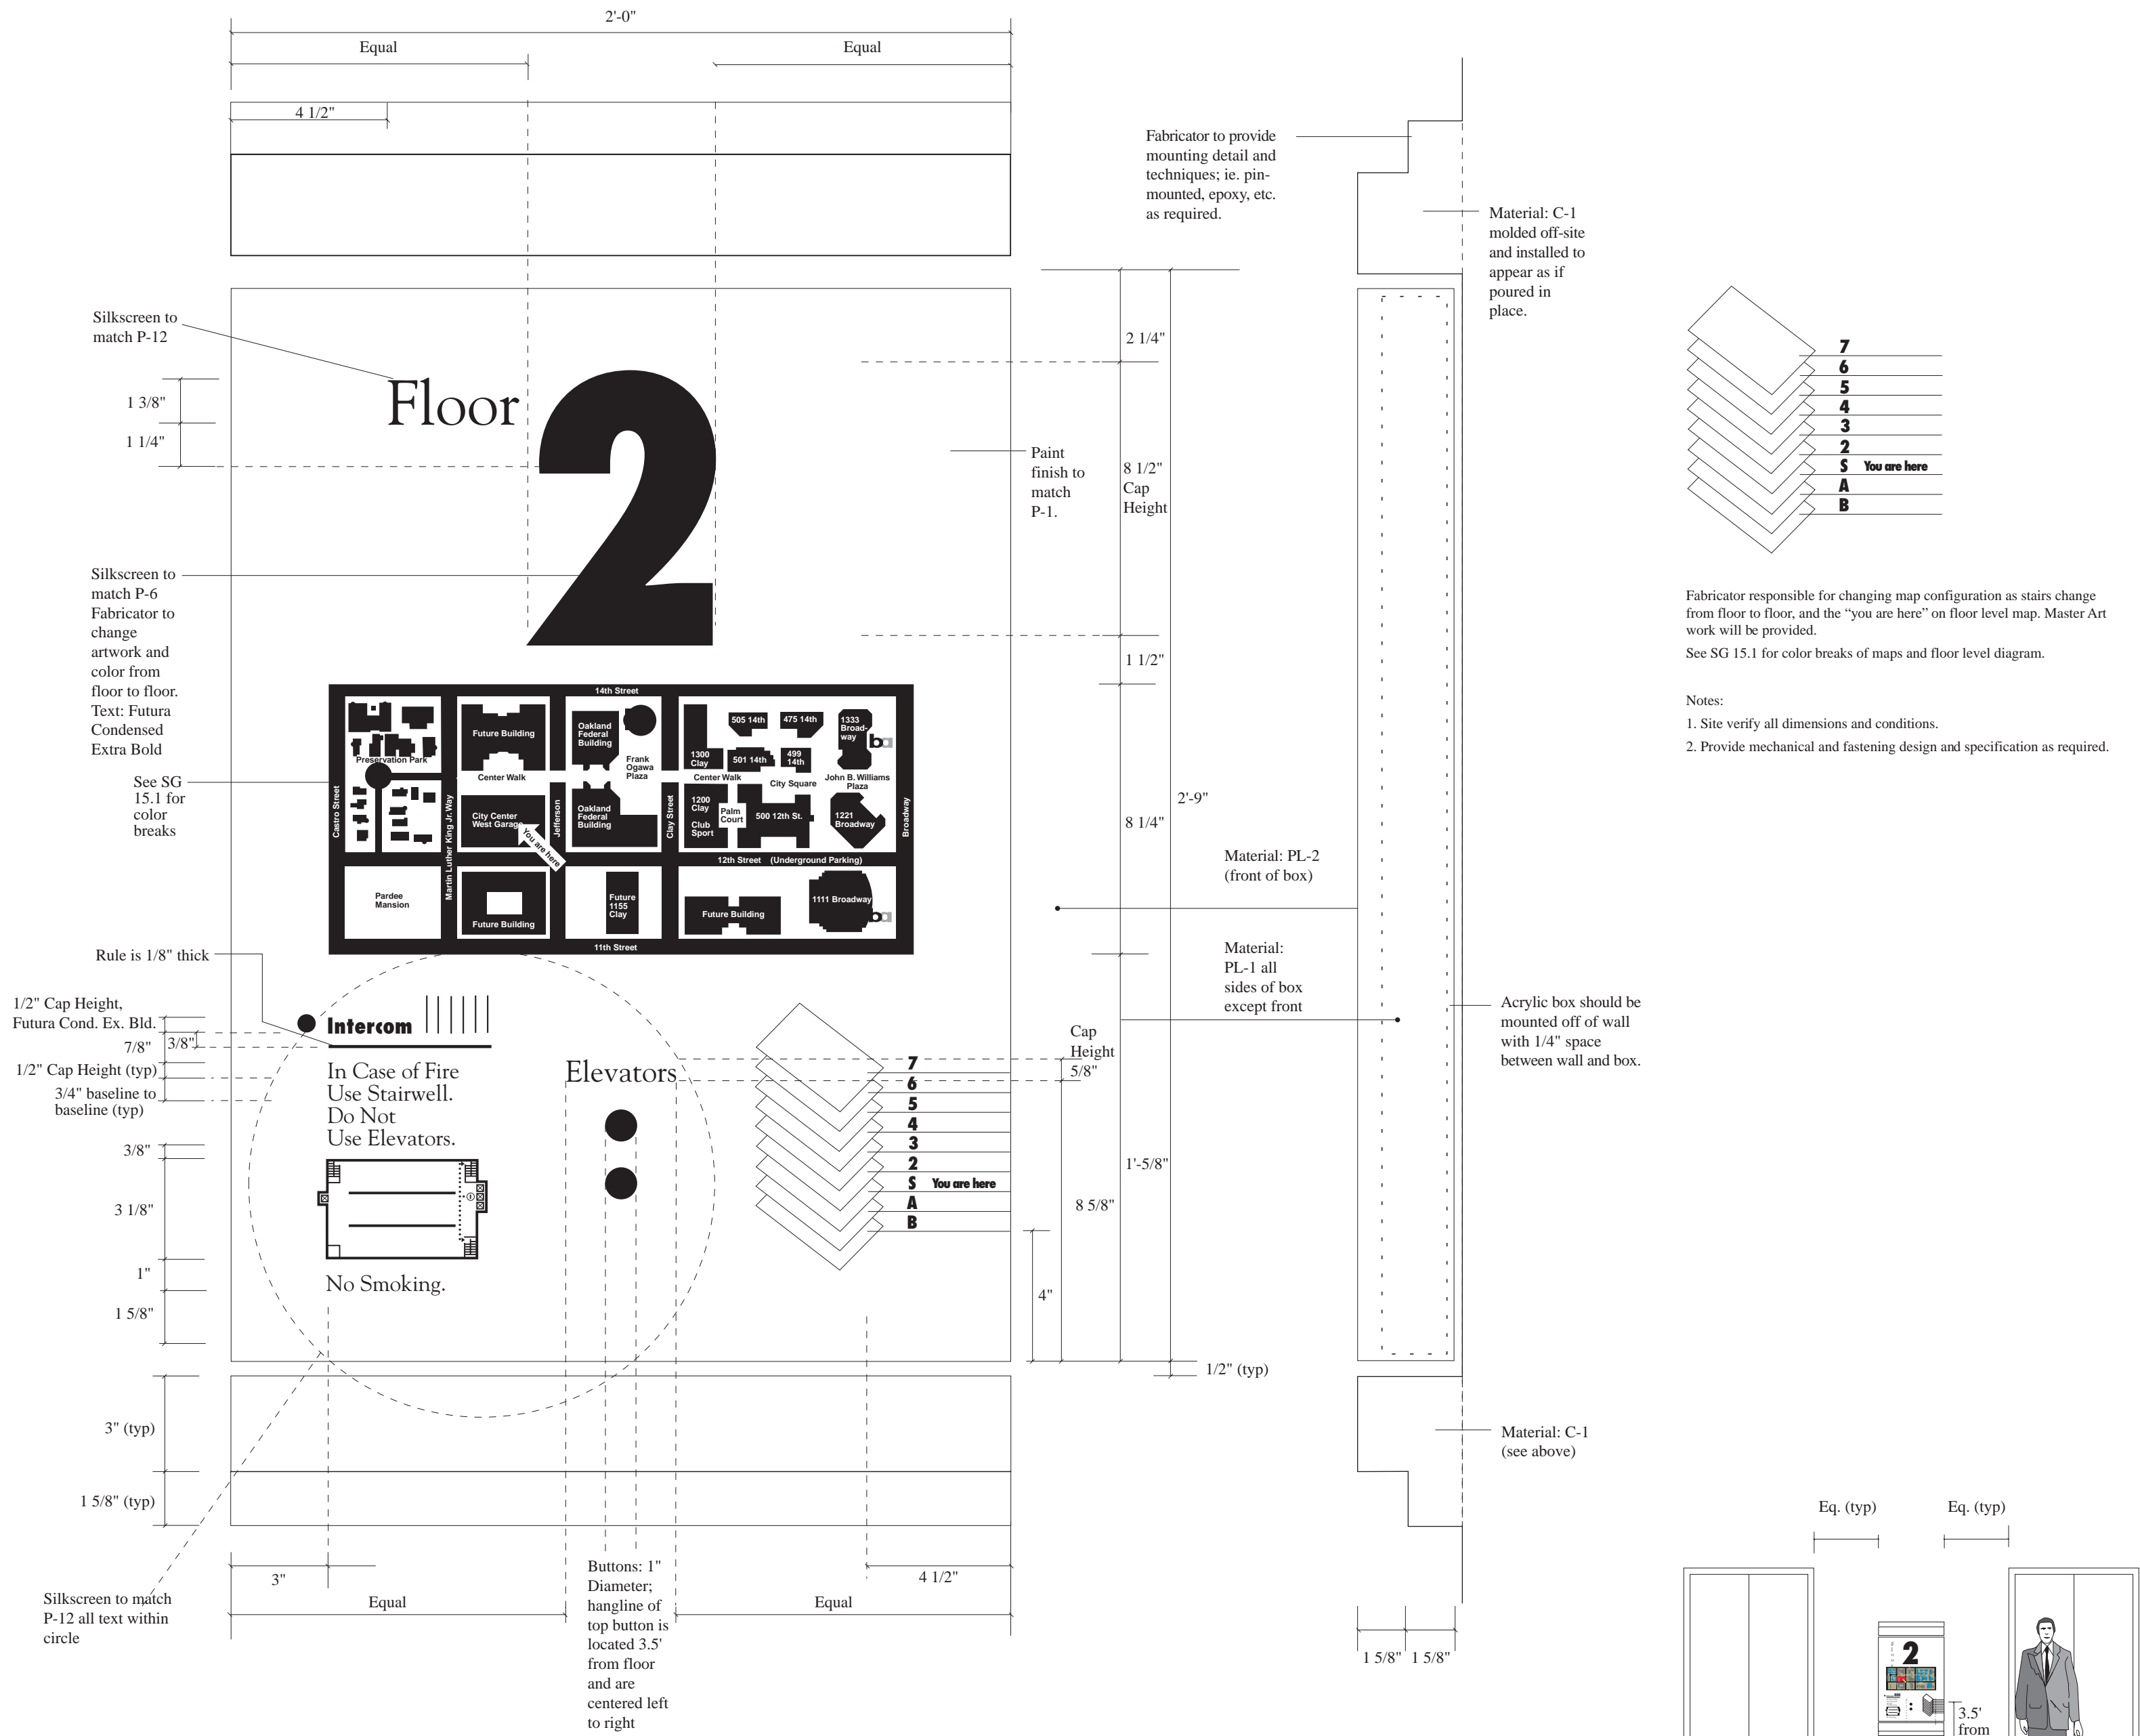 2'-0"
Equal
Equal
4 1/2"
Fabricator to provide
mounting detail and
techniques; ie. pin-
mounted, epoxy, etc.
as required.
Material: C-1
molded off-site
and installed to
appear as if
poured in
place.
Silkscreen to
match P-12
1 3/8"
1 1/4"
Floor
2
2 1/4"
Paint
finish to
match
P-1.
8 1/2"
Cap
Height
7
6
5
4
3
2
S You are here
A
B
Silkscreen to
match P-6
Fabricator to
change
artwork and
color from
floor to floor.
Text: Futura
Condensed
Extra Bold
Fabricator responsible for changing map configuration as stairs change
from floor to floor, and the “you are here” on floor level map. Master Art
work will be provided.
See SG 15.1 for color breaks of maps and floor level diagram.
Notes:
1. Site verify all dimensions and conditions.
2. Provide mechanical and fastening design and specification as required.
1 1/2"
See SG
15.1 for
color
breaks
14th Street
Preservation Park
Future Building
Oakland
Federal
Building
Frank
Ogawa
Plaza
505 14th
475 14th
1333
Broad-
way
ba
1300
Clay
501 14th
499
14th
Center Walk
Center Walk
City Square
John B. Williams
Plaza
Castro Street
Martin Luther King Jr. Way
Jefferson
Clay Street
Broadway
City Center
West Garage
You are here
Oakland
Federal
Building
1200
Clay
Club
Sport
Palm
Court
500 12th St.
1221
Broadway
12th Street (Underground Parking)
Pardee
Mansion
Future Building
Future
1155
Clay
Future Building
1111 Broadway
ba
11th Street
2'-9"
8 1/4"
Material: PL-2
(front of box)
Material:
PL-1 all
sides of box
except front
Acrylic box should be
mounted off of wall
with 1/4" space
between wall and box.
Rule is 1/8" thick
1/2" Cap Height,
Futura Cond. Ex. Bld.
7/8"
3/8"
1/2" Cap Height (typ)
3/4" baseline to
baseline (typ)
3/8"
3 1/8"
1"
1 5/8"
Intercom
In Case of Fire
Use Stairwell.
Do Not
Use Elevators.
No Smoking.
Elevators
7
6
5
4
3
2
S You are here
A
B
Cap
Height
5/8"
1'-5/8"
8 5/8"
4"
1/2" (typ)
3" (typ)
1 5/8" (typ)
Material: C-1
(see above)
3"
Equal
Equal
4 1/2"
Silkscreen to match
P-12 all text within
circle
Buttons: 1"
Diameter;
hangline of
top button is
located 3.5'
from floor
and are
centered left
to right
1 5/8" 1 5/8"
Eq. (typ)
Eq. (typ)
2
3.5'
from